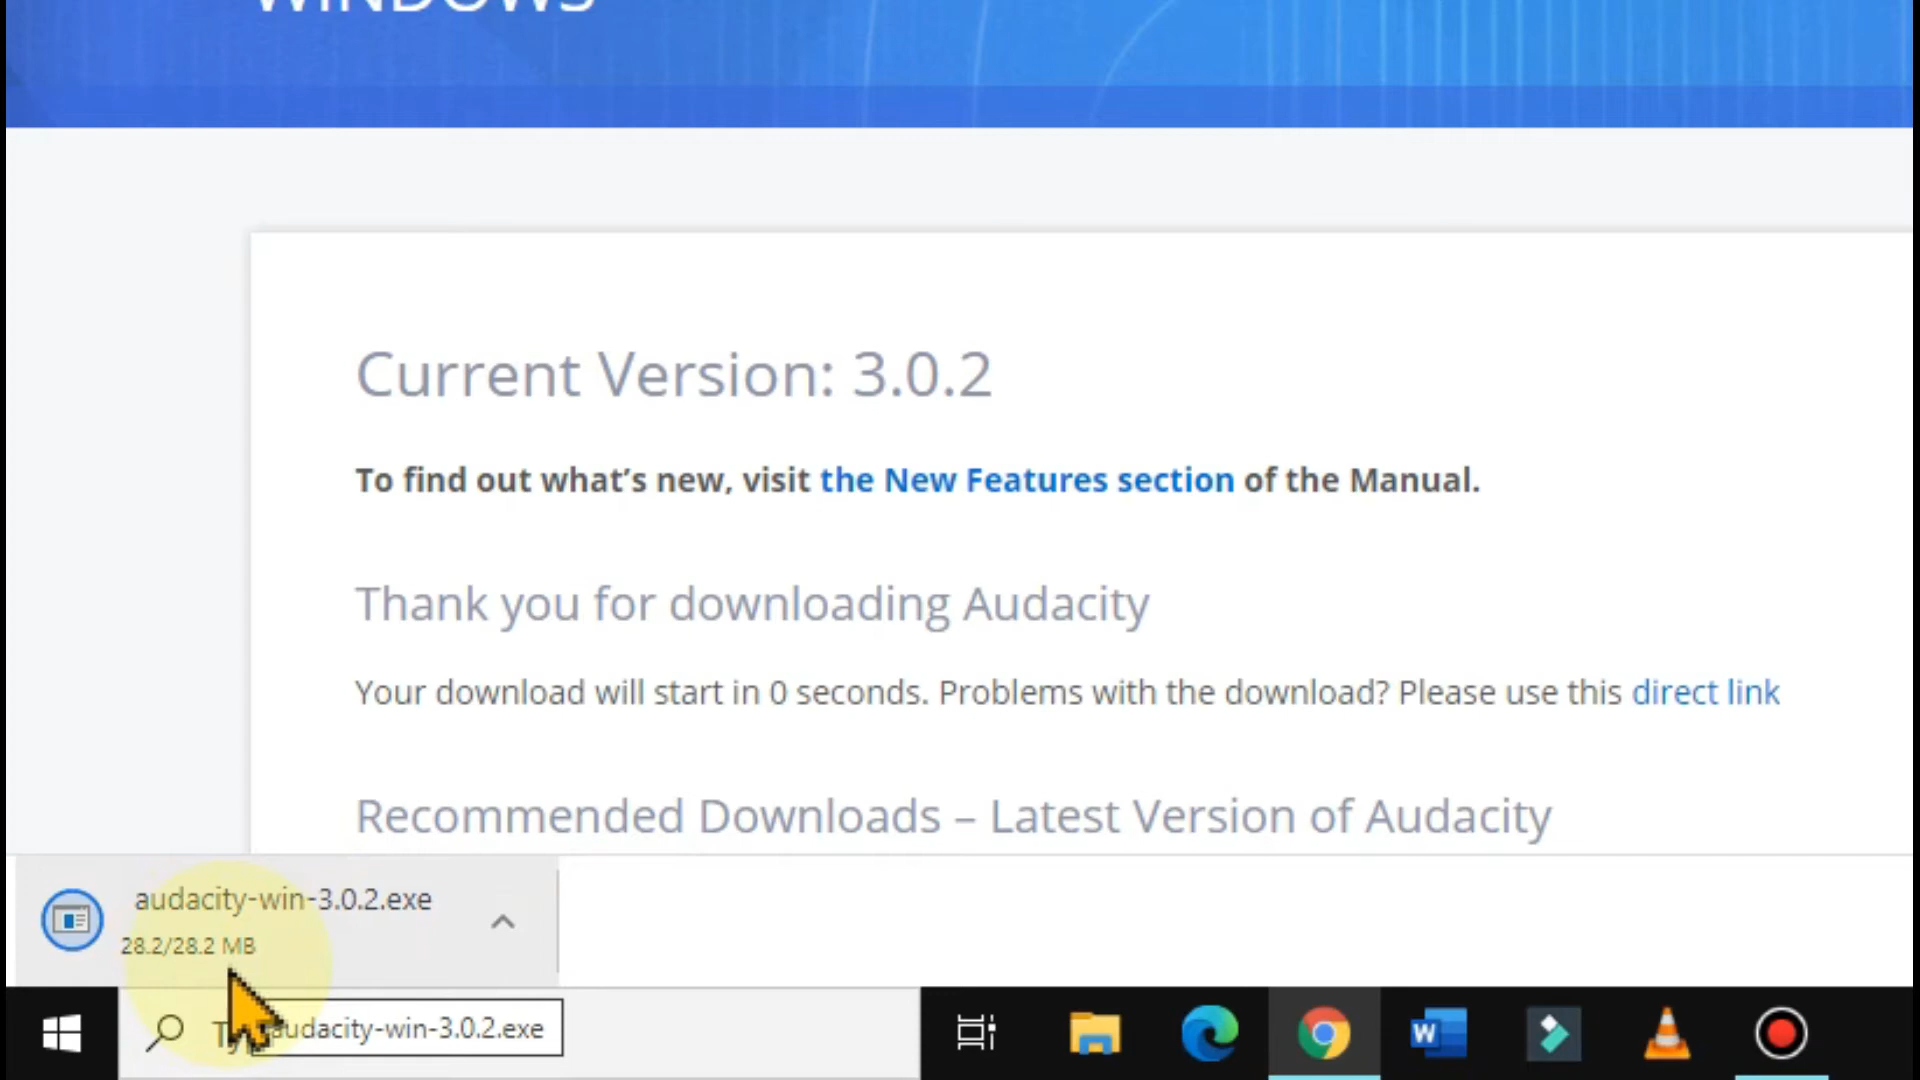 WINDOWS
Current Version: 3.0.2
To find out what’s new, visit the New Features section of the Manual.
Thank you for downloading Audacity
Your download will start in 0 seconds. Problems with the download? Please use this direct link
Recommended Downloads – Latest Version of Audacity
audacity-win-3.0.2.exe
28.2/28.2 MB
audacity-win-3.0.2.exe